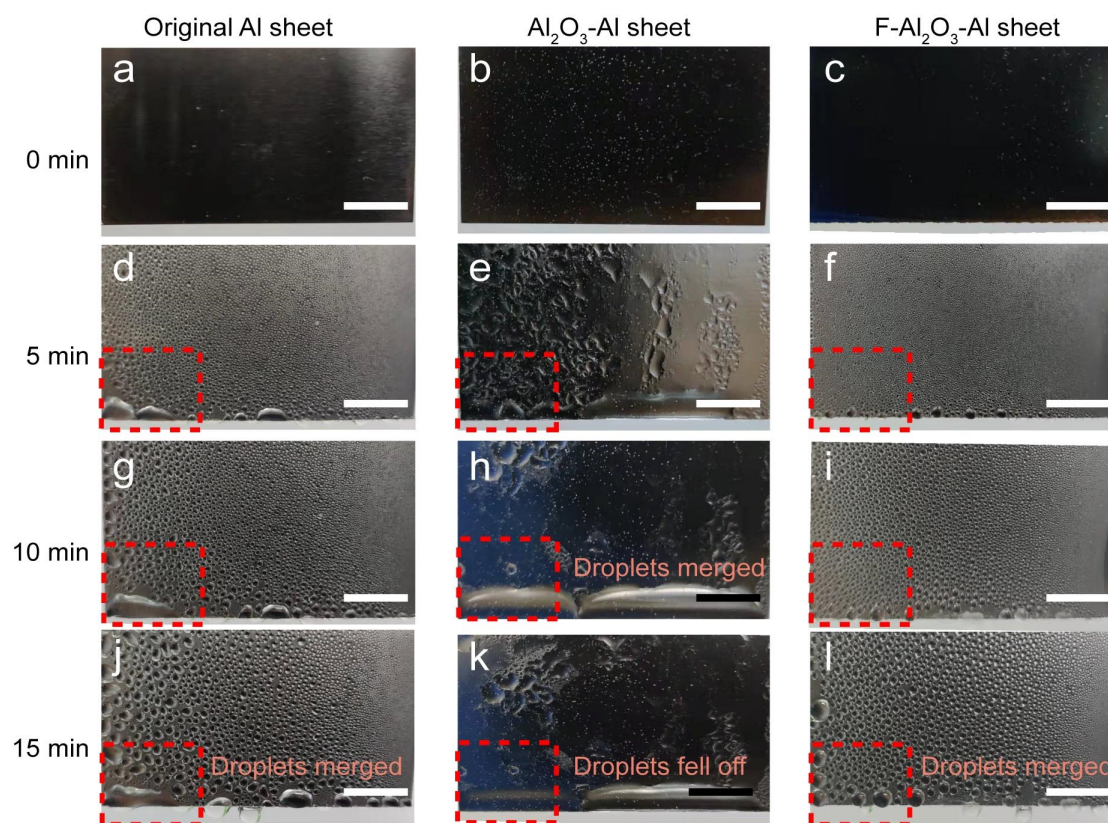 Original Al sheet
Al₂O₃-Al sheet
F-Al₂O₃-Al sheet
0 min
a
b
c
5 min
d
e
f
10 min
g
h
Droplets merged
i
15 min
j
Droplets merged
k
Droplets fell off
l
Droplets merged